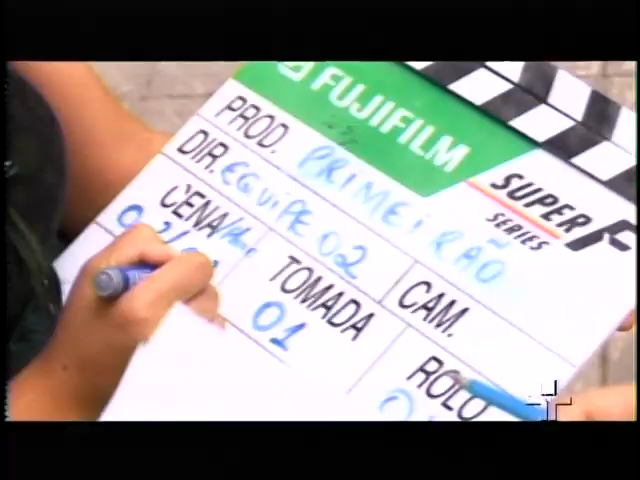 FUJIFILM
SUPER F
SERIES
PROD. PRIMEIRÃO
DIR. EQUIPE 02
CENA
TOMADA
01
CAM.
ROLO